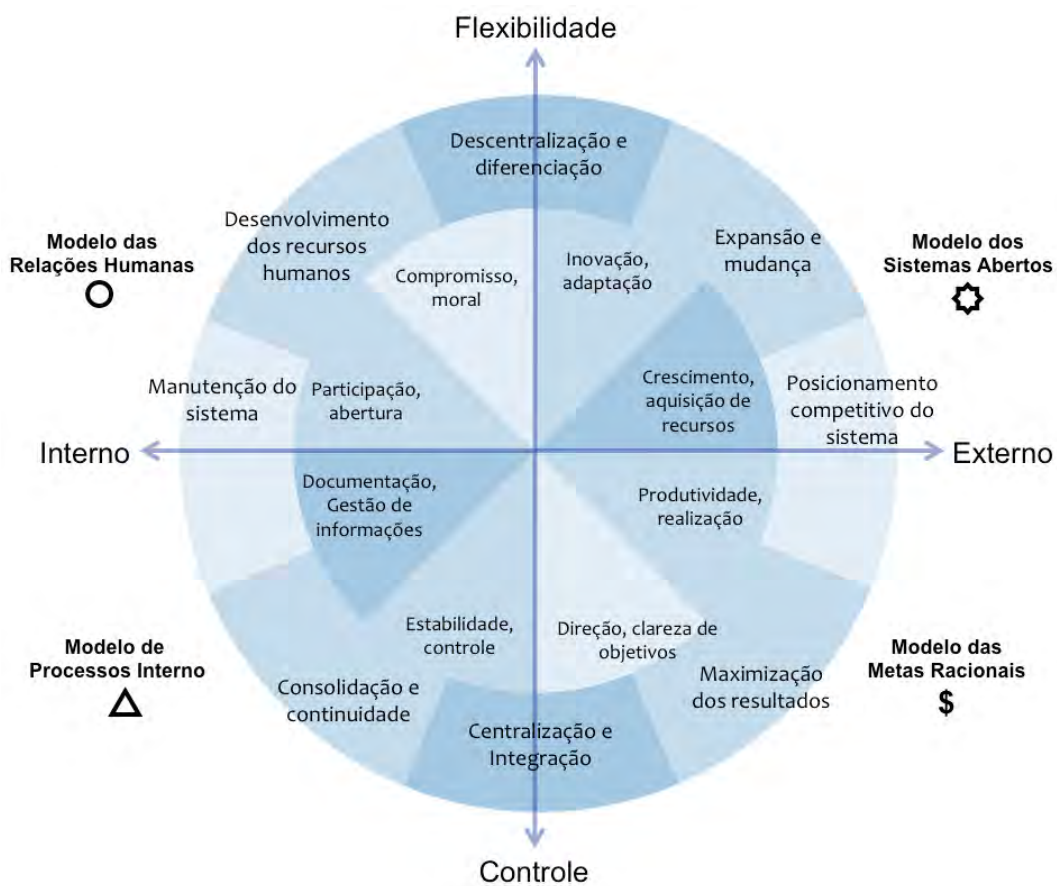 Flexibilidade
Descentralização e
diferenciação
Desenvolvimento
dos recursos
humanos
Expansão e
mudança
Modelo das
Relações Humanas
Modelo dos
Sistemas Abertos
Compromisso,
moral
Inovação,
adaptação
Manutenção do
sistema
Participação,
abertura
Crescimento,
aquisição de
recursos
Posicionamento
competitivo do
sistema
Interno
Externo
Documentação,
Gestão de
informações
Produtividade,
realização
Estabilidade,
controle
Direção, clareza de
objetivos
Modelo de
Processos Interno
Modelo das
Metas Racionais
$
Consolidação e
continuidade
Maximização
dos resultados
Centralização e
Integração
Controle